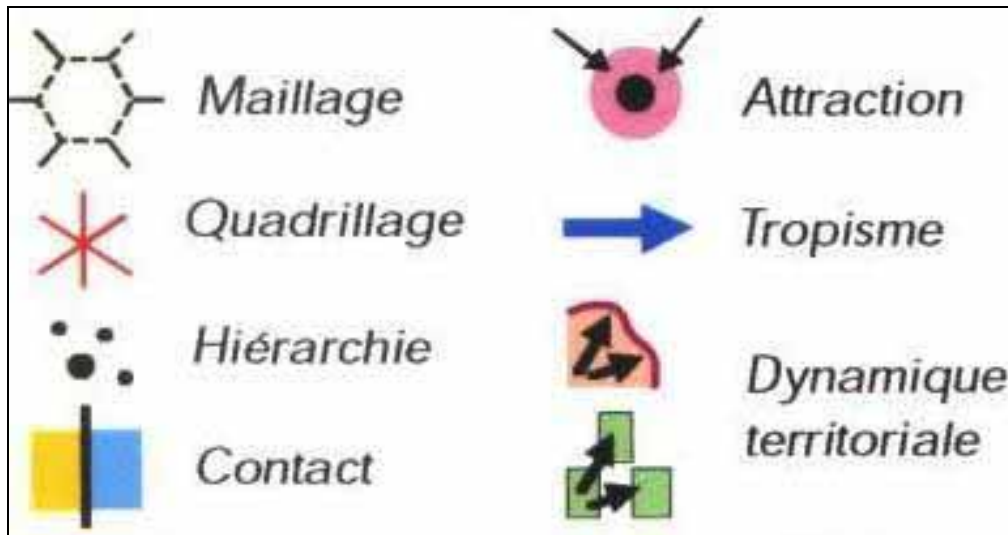 Maillage
Quadrillage
Hiérarchie
Contact
Attraction
Tropisme
Dynamique
territoriale